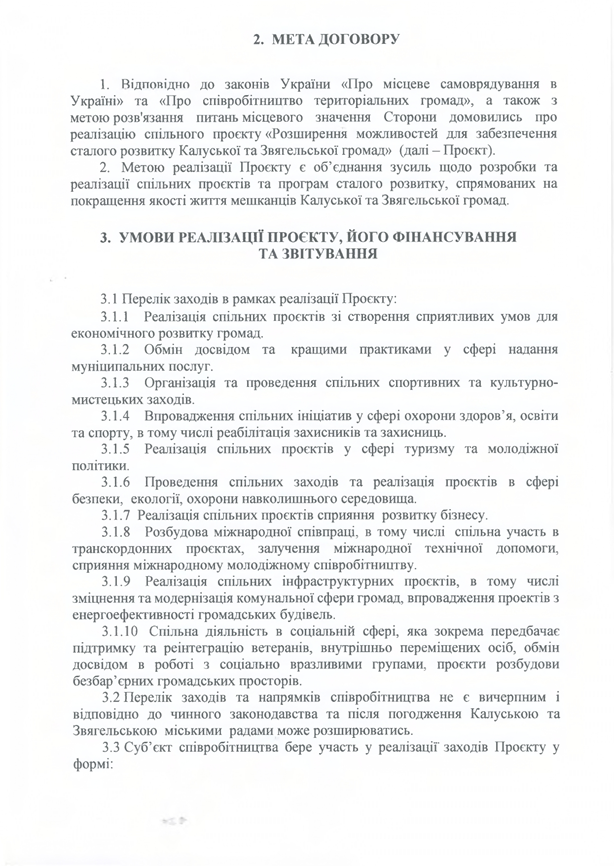 2. МЕТА ДОГОВОРУ
1. Відповідно до законів України «Про місцеве самоврядування в
Україні» та «Про співробітництво територіальних громад», а також з
метою розв'язання питань місцевого значення Сторони домовились про
реалізацію спільного проєкту «Розширення можливостей для забезпечення
сталого розвитку Калуської та Звягельської громад» (далі – Проєкт).
2. Метою реалізації Проєкту є об’єднання зусиль щодо розробки та
реалізації спільних проєктів та програм сталого розвитку, спрямованих на
покращення якості життя мешканців Калуської та Звягельської громад.
3. УМОВИ РЕАЛІЗАЦІЇ ПРОЄКТУ, ЙОГО ФІНАНСУВАННЯ
ТА ЗВІТУВАННЯ
3.1 Перелік заходів в рамках реалізації Проєкту:
3.1.1 Реалізація спільних проєктів зі створення сприятливих умов для
економічного розвитку громад.
3.1.2 Обмін досвідом та кращими практиками у сфері надання
муніципальних послуг.
3.1.3 Організація та проведення спільних спортивних та культурно-
мистецьких заходів.
3.1.4 Впровадження спільних ініціатив у сфері охорони здоров’я, освіти
та спорту, в тому числі реабілітація захисників та захисниць.
3.1.5 Реалізація спільних проєктів у сфері туризму та молодіжної
політики.
3.1.6 Проведення спільних заходів та реалізація проєктів в сфері
безпеки, екології, охорони навколишнього середовища.
3.1.7 Реалізація спільних проєктів сприяння розвитку бізнесу.
3.1.8 Розбудова міжнародної співпраці, в тому числі спільна участь в
транскордонних проєктах, залучення міжнародної технічної допомоги,
сприяння міжнародному молодіжному співробітництву.
3.1.9 Реалізація спільних інфраструктурних проєктів, в тому числі
зміцнення та модернізація комунальної сфери громад, впровадження проектів з
енергоефективності громадських будівель.
3.1.10 Спільна діяльність в соціальній сфері, яка зокрема передбачає
підтримку та реінтеграцію ветеранів, внутрішньо переміщених осіб, обмін
досвідом в роботі з соціально вразливими групами, проєкти розбудови
безбар’єрних громадських просторів.
3.2 Перелік заходів та напрямків співробітництва не є вичерпним і
відповідно до чинного законодавства та після погодження Калуською та
Звягельською міськими радами може розширюватись.
3.3 Суб’єкт співробітництва бере участь у реалізації заходів Проєкту у
формі: